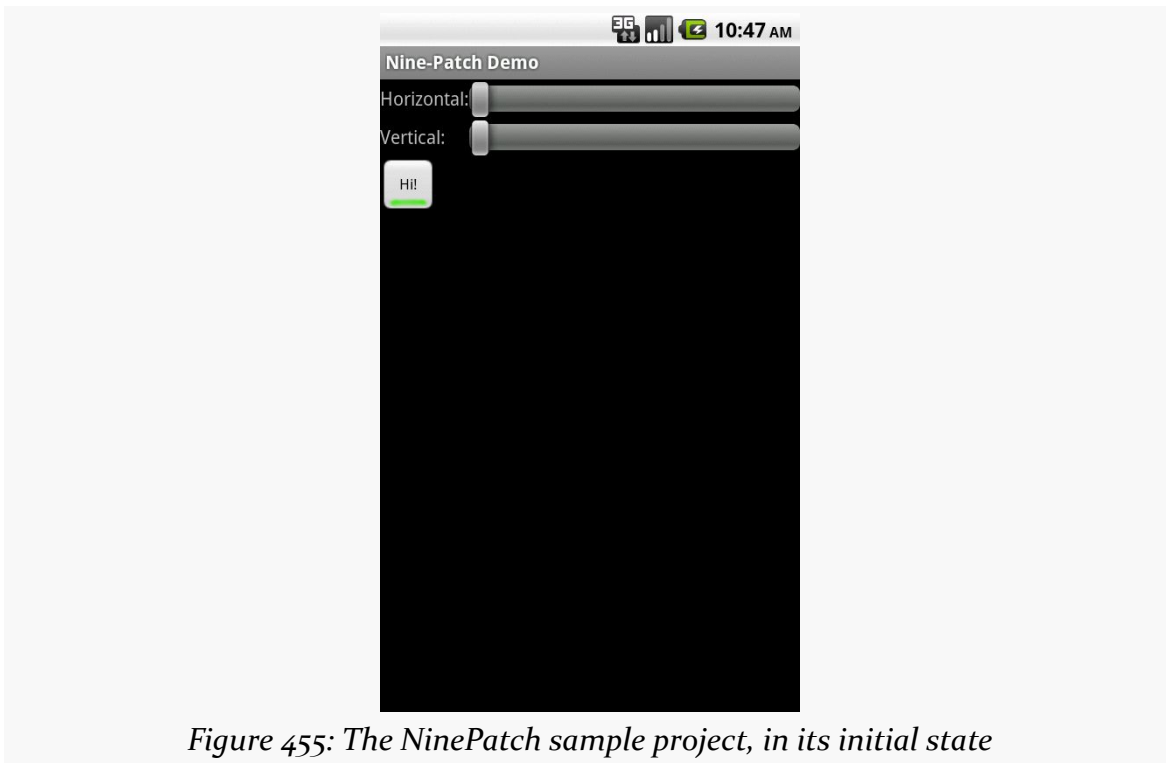 3G 10:47 AM
Nine-Patch Demo
Horizontal:
Vertical:
Hi!
Figure 455: The NinePatch sample project, in its initial state